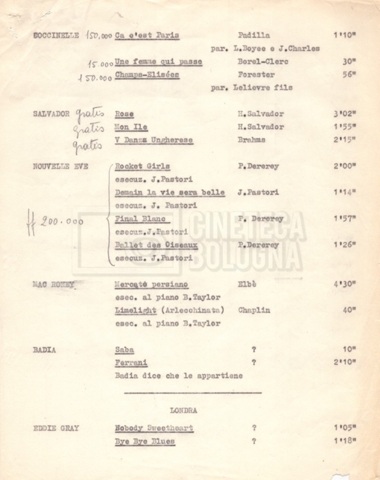 COCCINELLE 150.000 Ca c'est Paris Padilla 1'10"
par. L.Boyee e J.Charles
15.000 Une femme qui passe Borel-Clerc 30"
150.000 Champs-Elisées Forester 56"
par. Lelievre fils
SALVADOR gratis Rose H.Salvador 3'02"
gratis Mon Ile H.Salvador 1'55"
gratis V Danza Ungherese Brahms 2'15"
NOUVELLE EVE Rocket Girls P.Dererey 2'00"
esecuz. J.Pastori
Demain la vie sera belle J.Pastori 1'14"
esecuz. J. Pastori
ff 200.000 Final Blanc P. Dererey 1'57"
esecuz.J.Pastori
Ballet des Oiseaux P.Dererey 1'26"
esecuz. J.Pastori
CINETECA
BOLOGNA
MAC RONEY Mercato persiano Elbè 4'30"
esec. al piano B.Taylor
Limelight (Arlecchinata) Chaplin 40"
esec. al piano B.Taylor
BADIA Saba ? 10"
Ferrani ? 2'10"
Badia dice che le appartiene
LONDRA
EDDIE GRAY Nobody Sweetheart ? 1'05"
Bye Bye Blues ? 1'18"